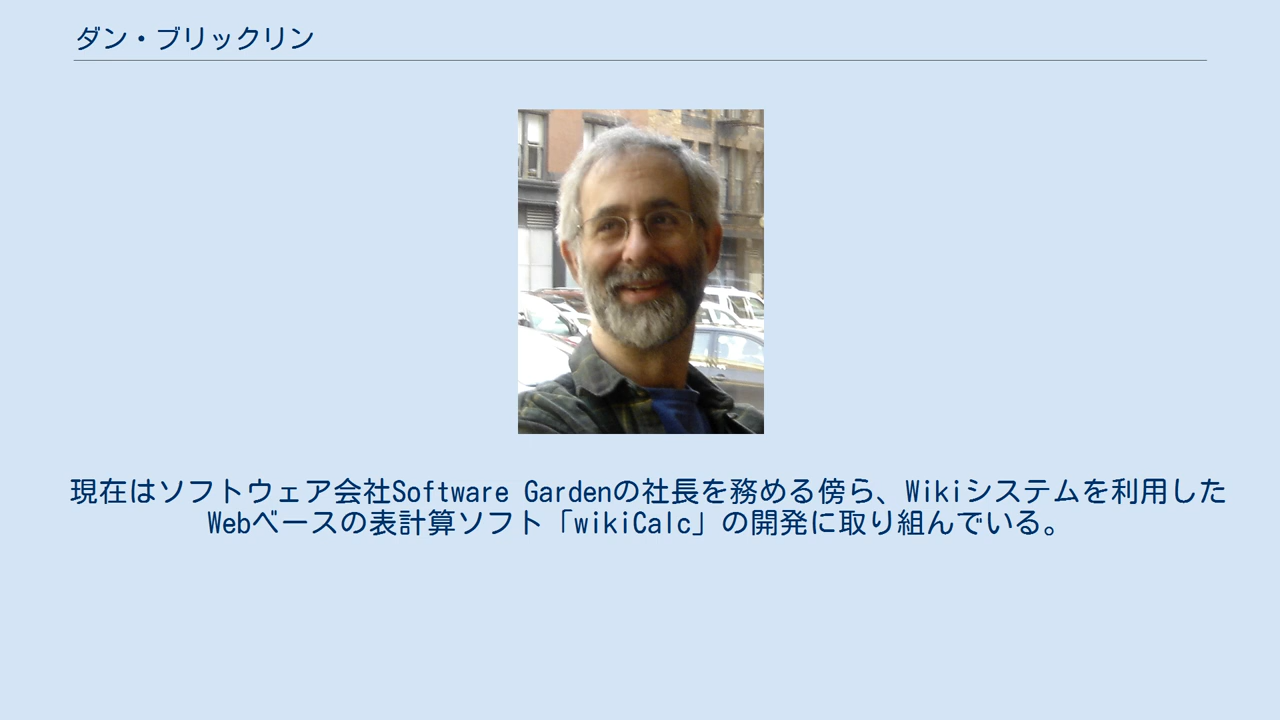 ダン・ブリックリン
現在はソフトウェア会社Software Gardenの社長を務める傍ら、Wikiシステムを利用した
Webベースの表計算ソフト「wikiCalc」の開発に取り組んでいる。